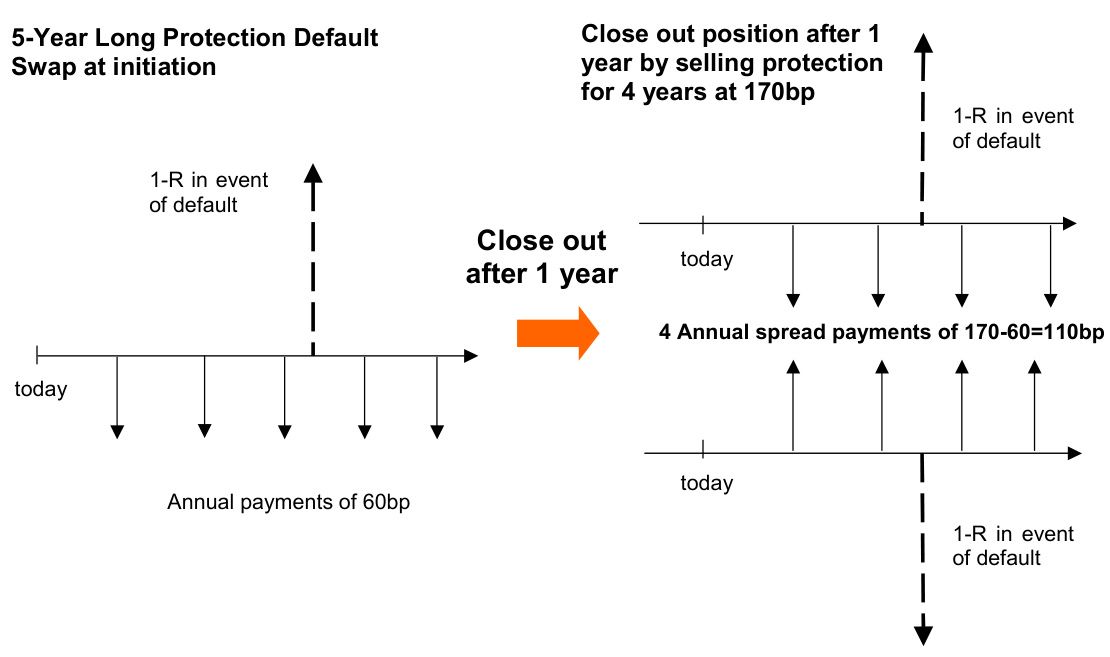 5-Year Long Protection Default
Swap at initiation
1-R in event
of default
today
Annual payments of 60bp
Close out
after 1 year
Close out position after 1
year by selling protection
for 4 years at 170bp
1-R in event
of default
today
4 Annual spread payments of 170-60=110bp
today
1-R in event
of default